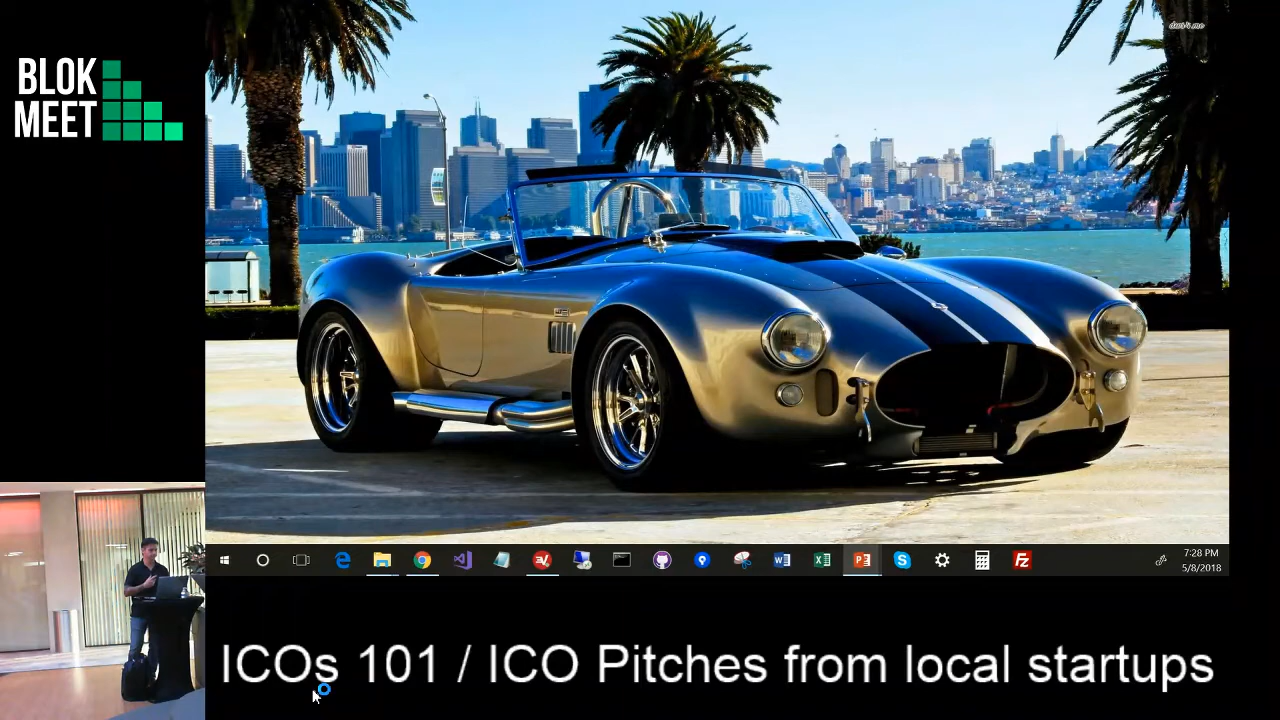 BLOK
MEET
7:28 PM
5/8/2018
ICOs 101 / ICO Pitches from local startups